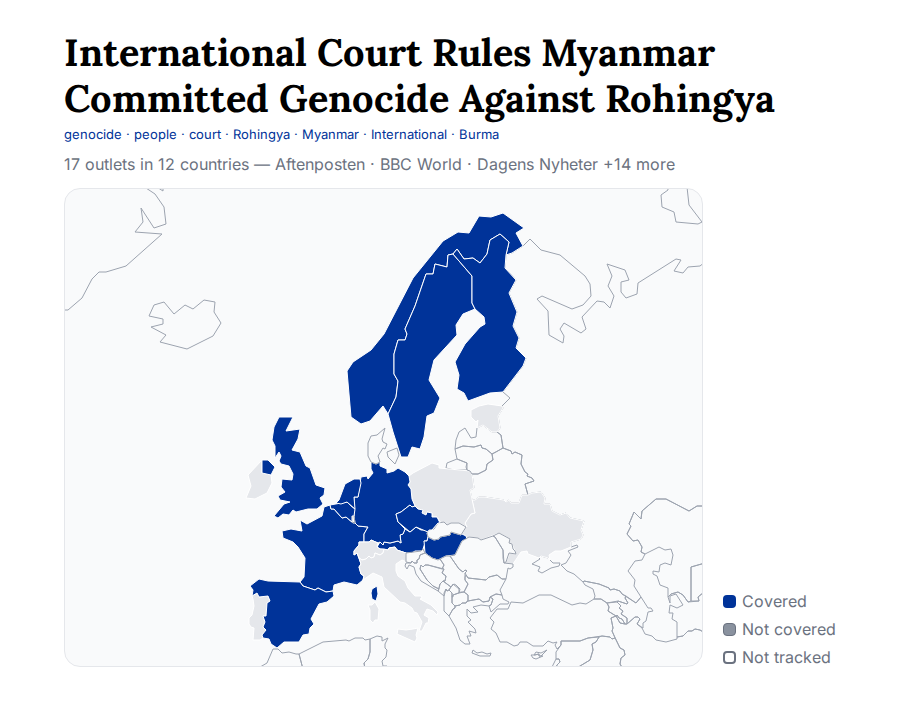 International Court Rules Myanmar
Committed Genocide Against Rohingya
genocide · people · court · Rohingya · Myanmar · International · Burma
17 outlets in 12 countries — Aftenposten · BBC World · Dagens Nyheter +14 more
Covered
Not covered
Not tracked